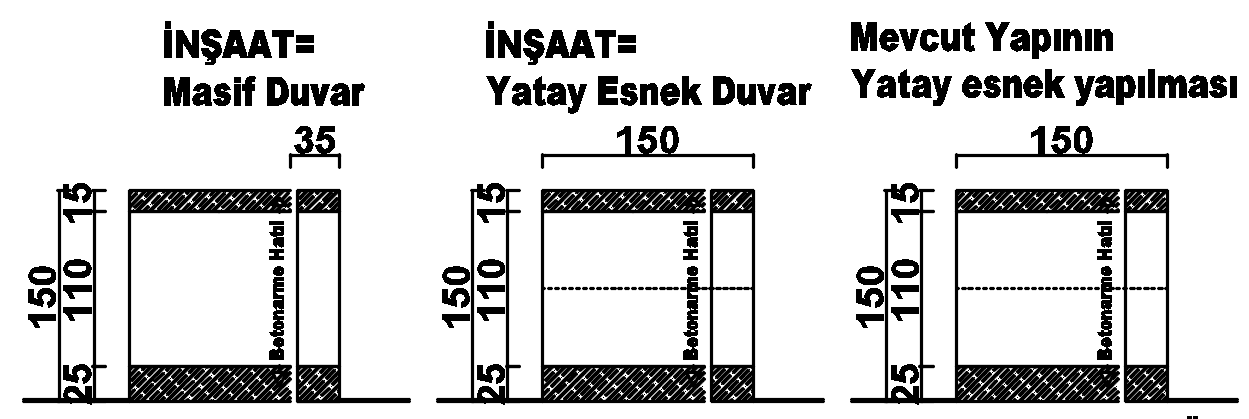 İNŞAAT=
Masif Duvar
İNŞAAT=
Yatay Esnek Duvar
Mevcut Yapının
Yatay esnek yapılması
35
150
150
15
110
25
150
Betonarme Hatıl
15
110
25
150
Betonarme Hatıl
15
110
25
150
Betonarme Hatıl